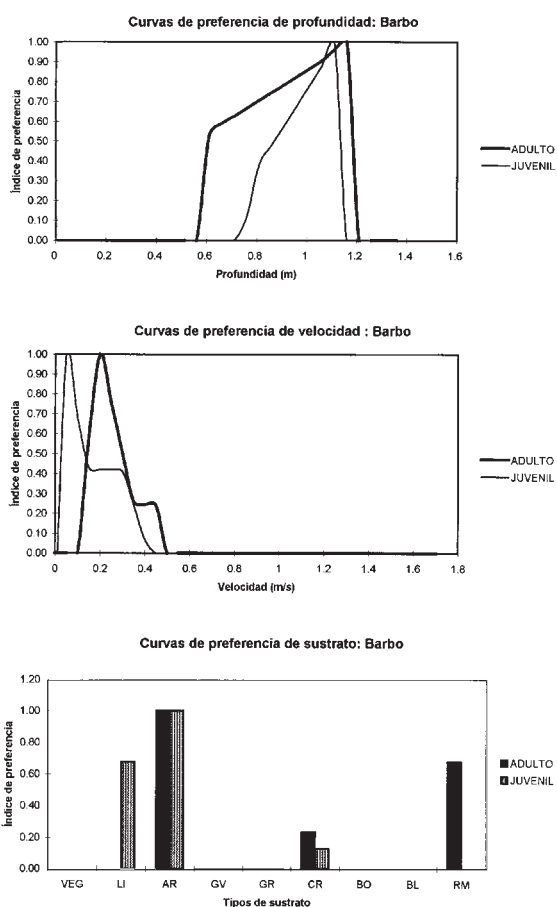 Curvas de preferencia de profundidad: Barbo
Índice de preferencia
1.00
0.90
0.80
0.70
0.60
0.50
0.40
0.30
0.20
0.10
0.00
0 0.2 0.4 0.6 0.8 1 1.2 1.4 1.6
Profundidad (m)
ADULTO
JUVENIL
Curvas de preferencia de velocidad : Barbo
Índice de preferencia
1.00
0.90
0.80
0.70
0.60
0.50
0.40
0.30
0.20
0.10
0.00
0 0.2 0.4 0.6 0.8 1 1.2 1.4 1.6 1.8
Velocidad (m/s)
ADULTO
JUVENIL
Curvas de preferencia de sustrato: Barbo
Índice de preferencia
1.20
1.00
0.80
0.60
0.40
0.20
0.00
VEG LI AR GV GR CR BO BL RM
Tipos de sustrato
ADULTO
JUVENIL